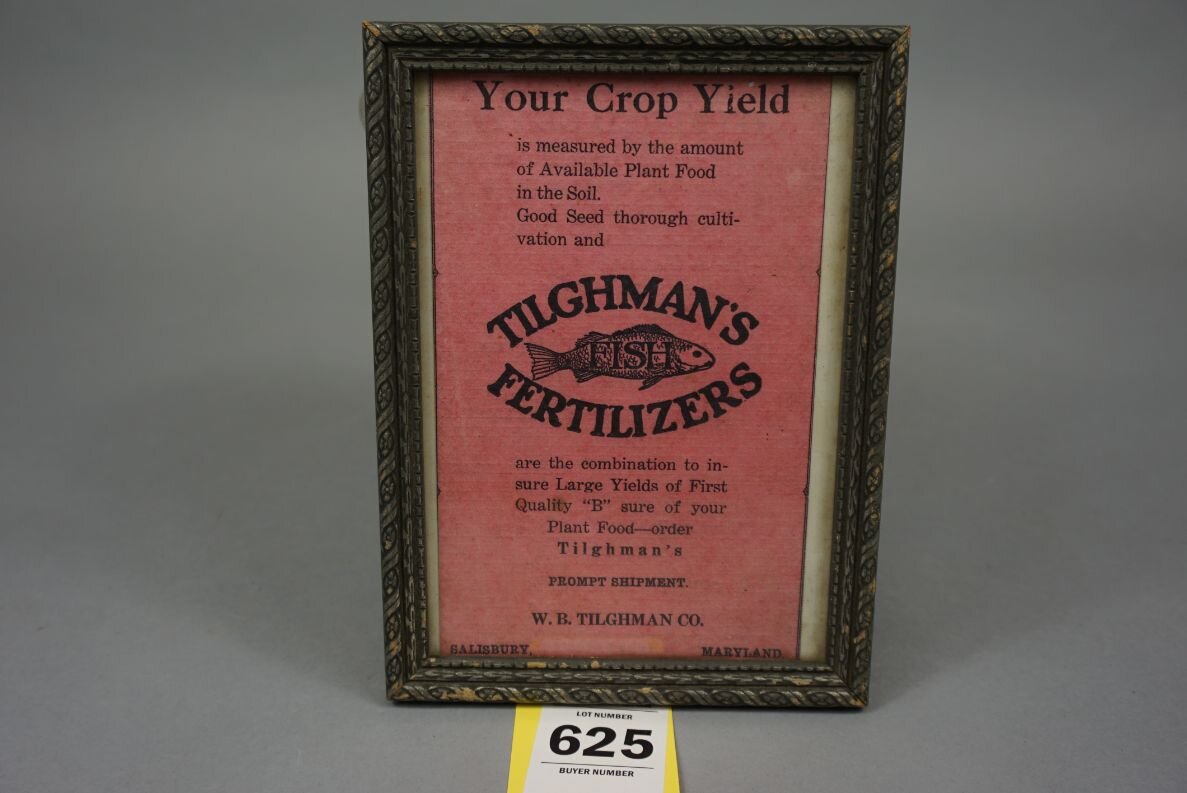 Your Crop Yield
is measured by the amount
of Available Plant Food
in the Soil.
Good Seed thorough culti-
vation and
TILGHMAN'S
FISH
FERTILIZERS
are the combination to in-
sure Large Yields of First
Quality "B" sure of your
Plant Food—order
Tilghman's
PROMPT SHIPMENT.
W. B. TILGHMAN CO.
SALISBURY, MARYLAND
LOT NUMBER
625
BUYER NUMBER